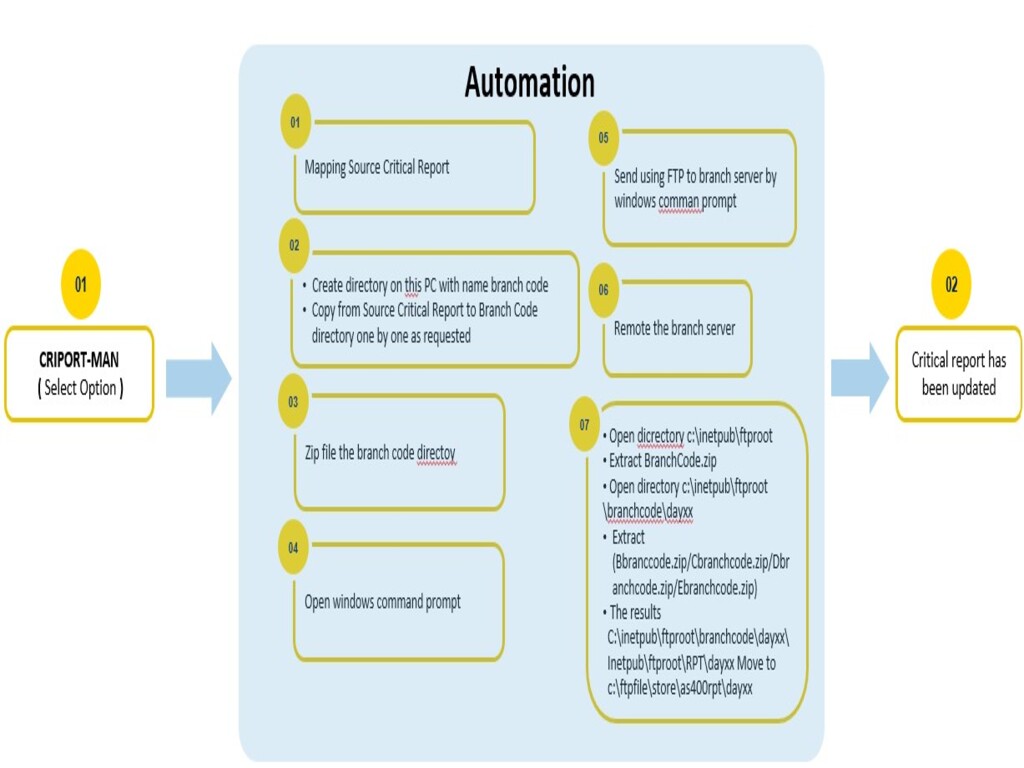 Automation
01
CRIPORT-MAN
( Select Option )
01
Mapping Source Critical Report
02
• Create directory on this PC with name branch code
• Copy from Source Critical Report to Branch Code
directory one by one as requested
03
Zip file the branch code directoy
04
Open windows command prompt
05
Send using FTP to branch server by
windows comman prompt
06
Remote the branch server
07
• Open dicrectory c:\inetpub\ftproot
• Extract BranchCode.zip
• Open directory c:\inetpub\ftproot
\branchcode\dayxx
• Extract
(Bbranccode.zip/Cbranchcode.zip/Dbr
anchcode.zip/Ebranchcode.zip)
• The results
C:\inetpub\ftproot\branchcode\dayxx\
Inetpub\ftproot\RPT\dayxx Move to
c:\ftpfile\store\as400rpt\dayxx
02
Critical report has
been updated